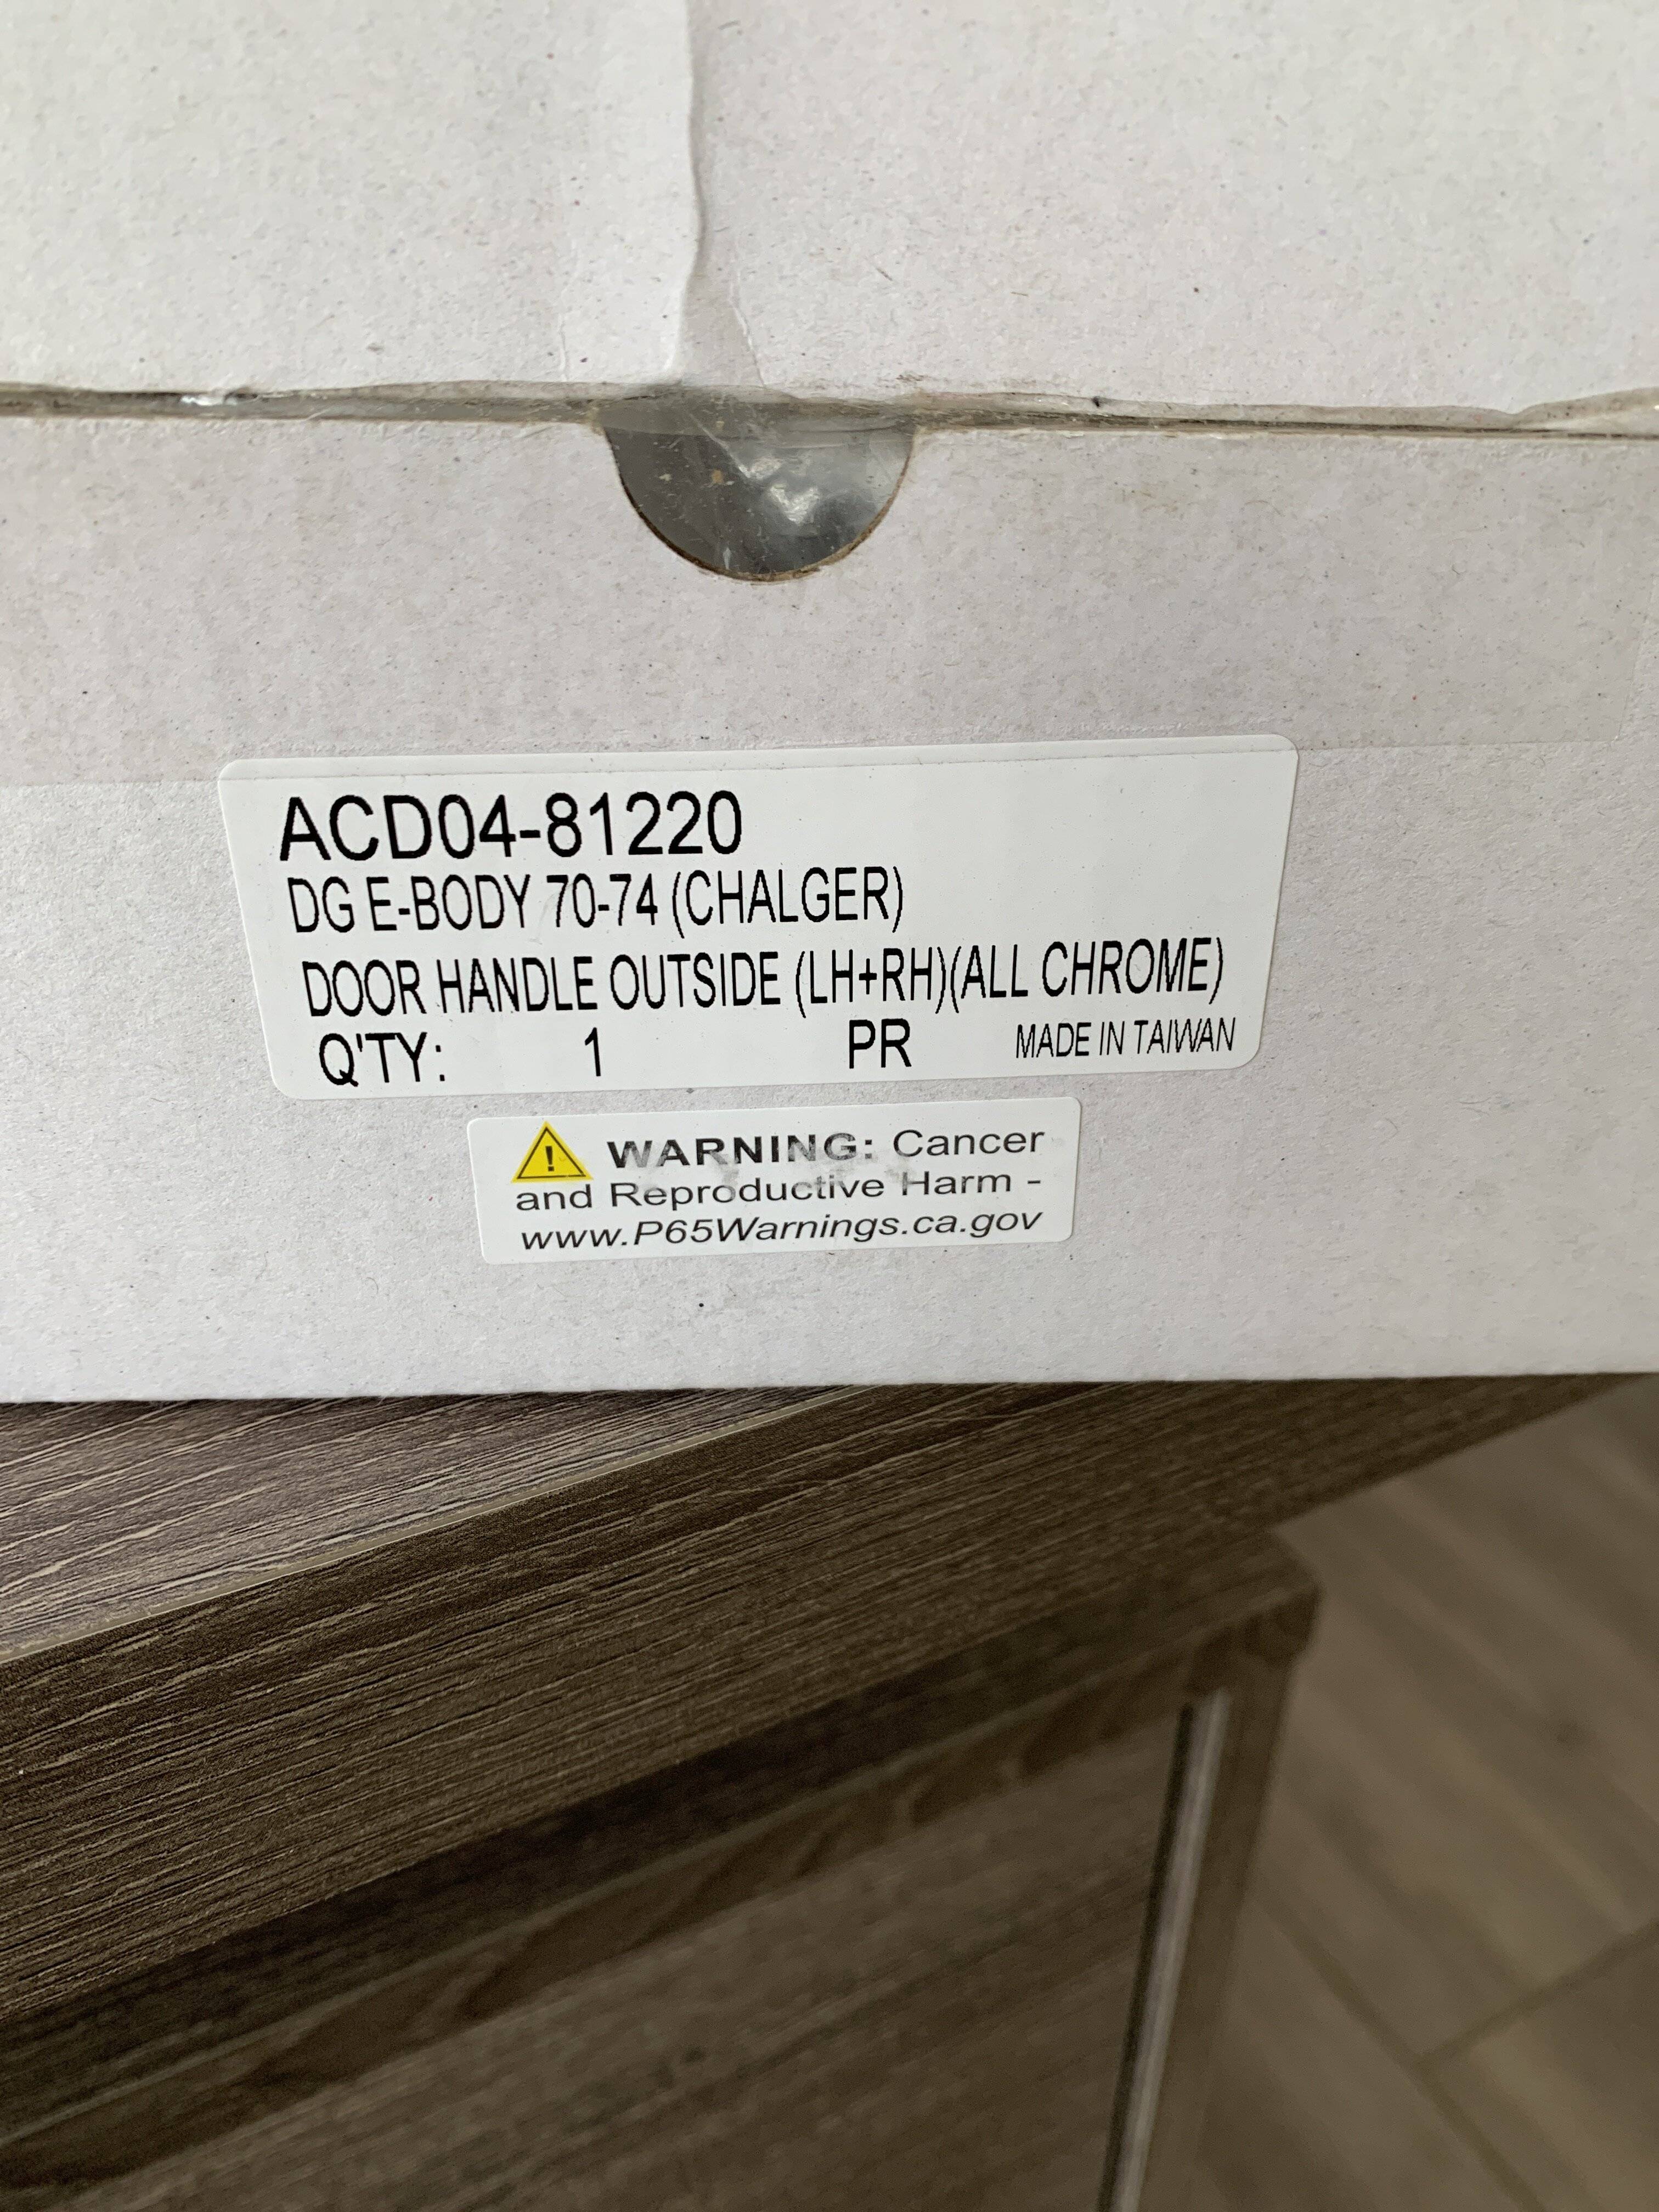 ACD04-81220
DG E-BODY 70-74 (CHALGER)
DOOR HANDLE OUTSIDE (LH+RH)(ALL CHROME)
Q'TY: 1 PR MADE IN TAIWAN
WARNING: Cancer
and Reproductive Harm -
www.P65Warnings.ca.gov